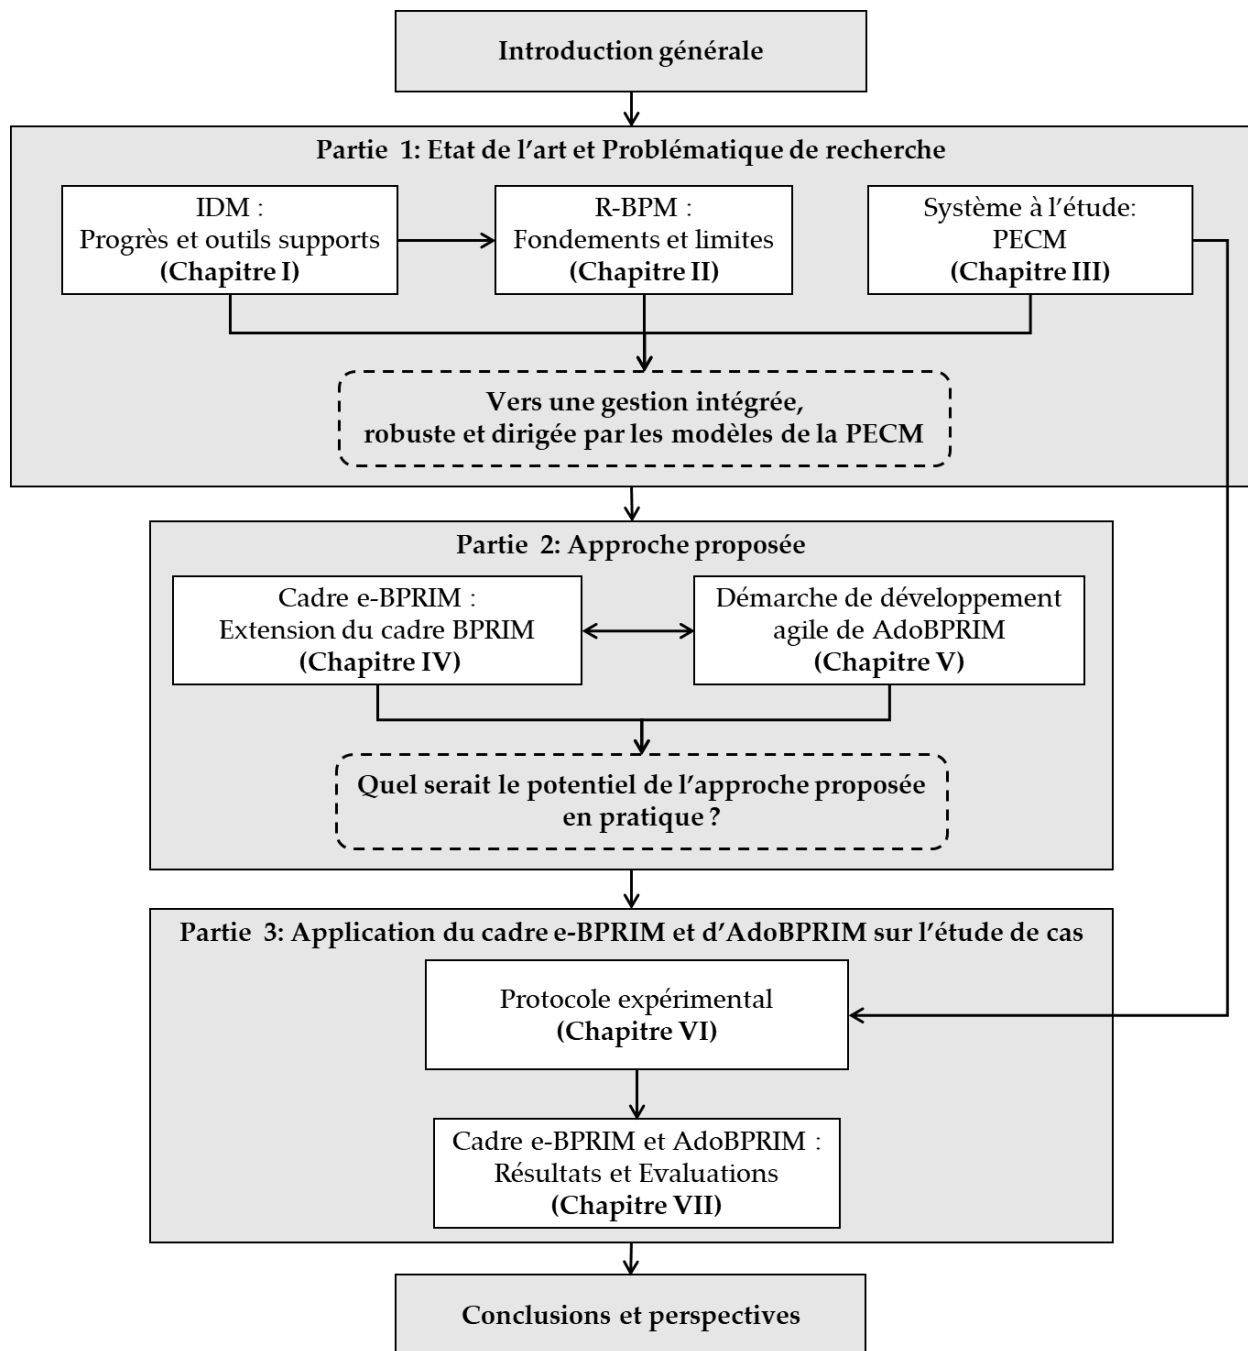 Introduction générale
Partie 1: Etat de l'art et Problématique de recherche
IDM :
Progrès et outils supports
(Chapitre I)
R-BPM :
Fondements et limites
(Chapitre II)
Système à l'étude:
PECM
(Chapitre III)
Vers une gestion intégrée,
robuste et dirigée par les modèles de la PECM
Partie 2: Approche proposée
Cadre e-BPRIM :
Extension du cadre BPRIM
(Chapitre IV)
Démarche de développement
agile de AdoBPRIM
(Chapitre V)
Quel serait le potentiel de l'approche proposée
en pratique ?
Partie 3: Application du cadre e-BPRIM et d'AdoBPRIM sur l'étude de cas
Protocole expérimental
(Chapitre VI)
Cadre e-BPRIM et AdoBPRIM :
Résultats et Evaluations
(Chapitre VII)
Conclusions et perspectives